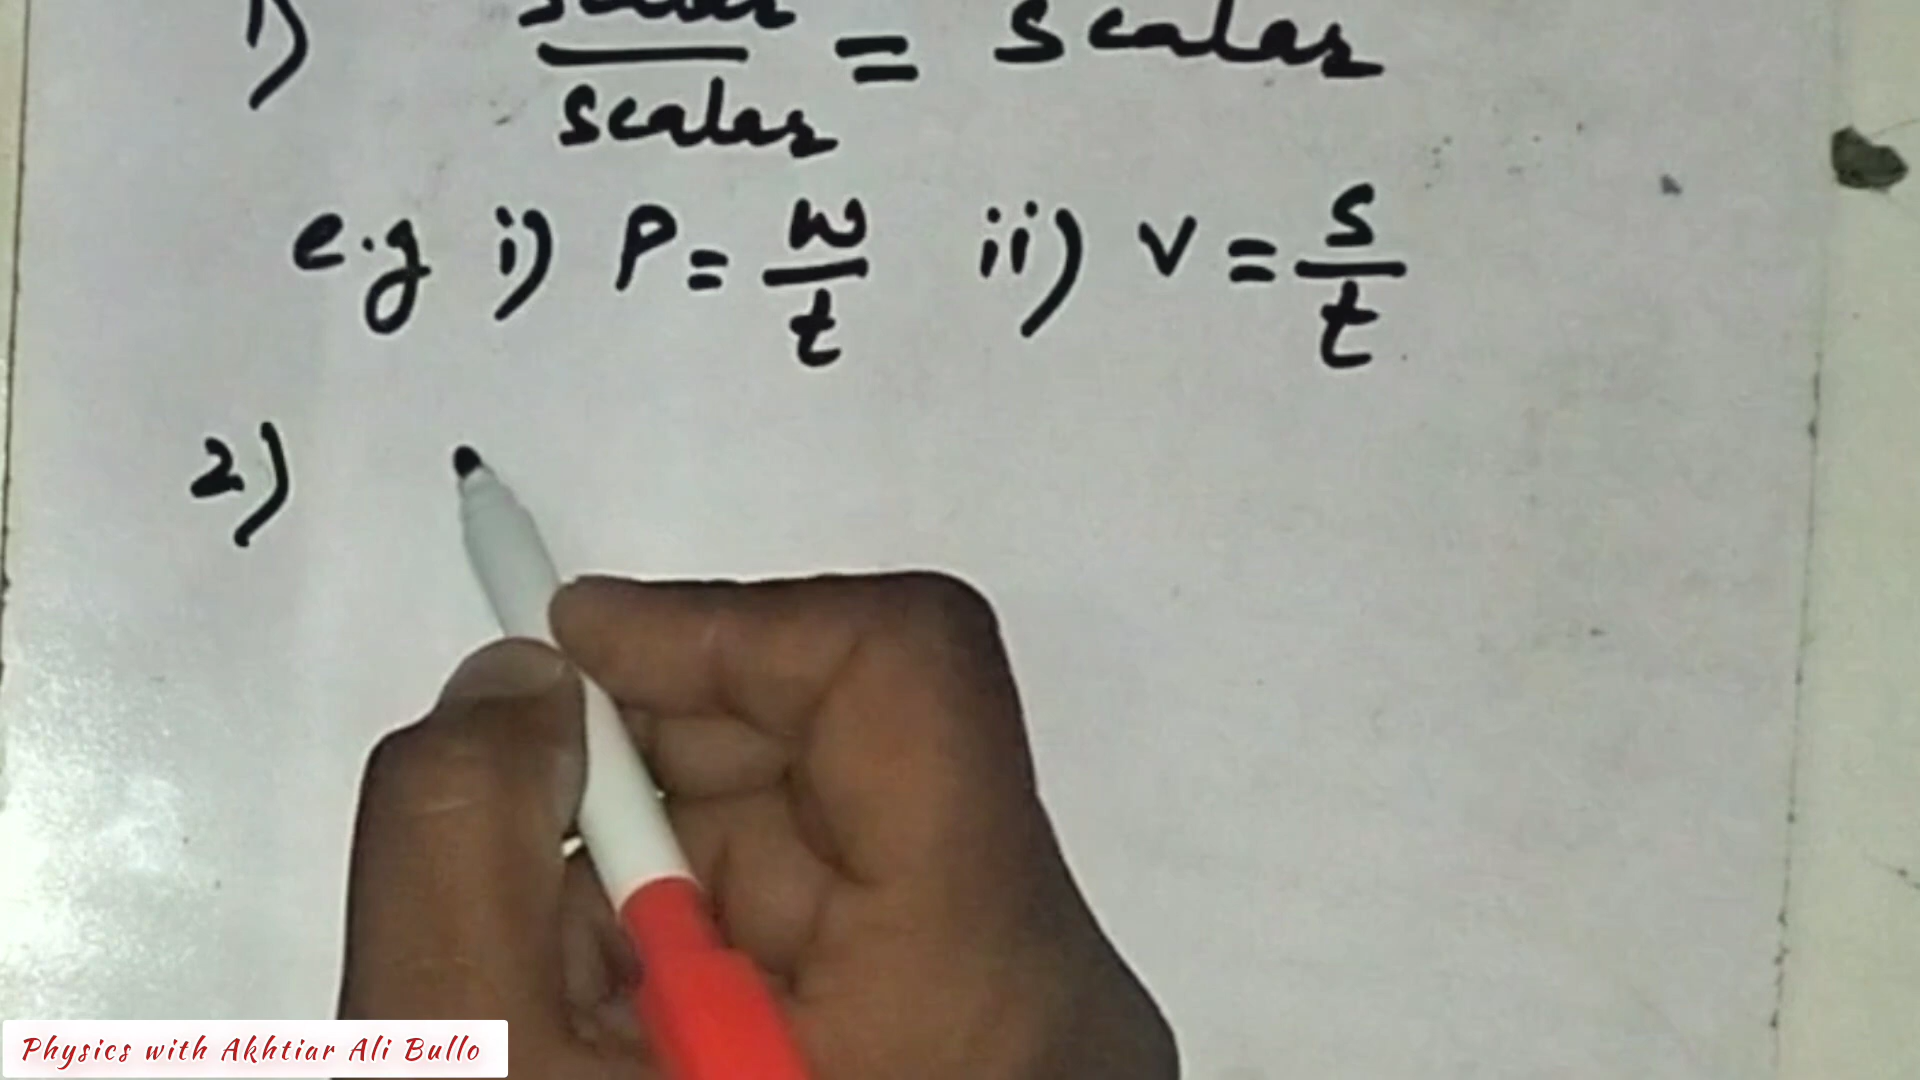 1) scalar = scalar
scalar
e.g i) P = W ii) V = S
t t
2)
Physics with Akhtiar Ali Bullo